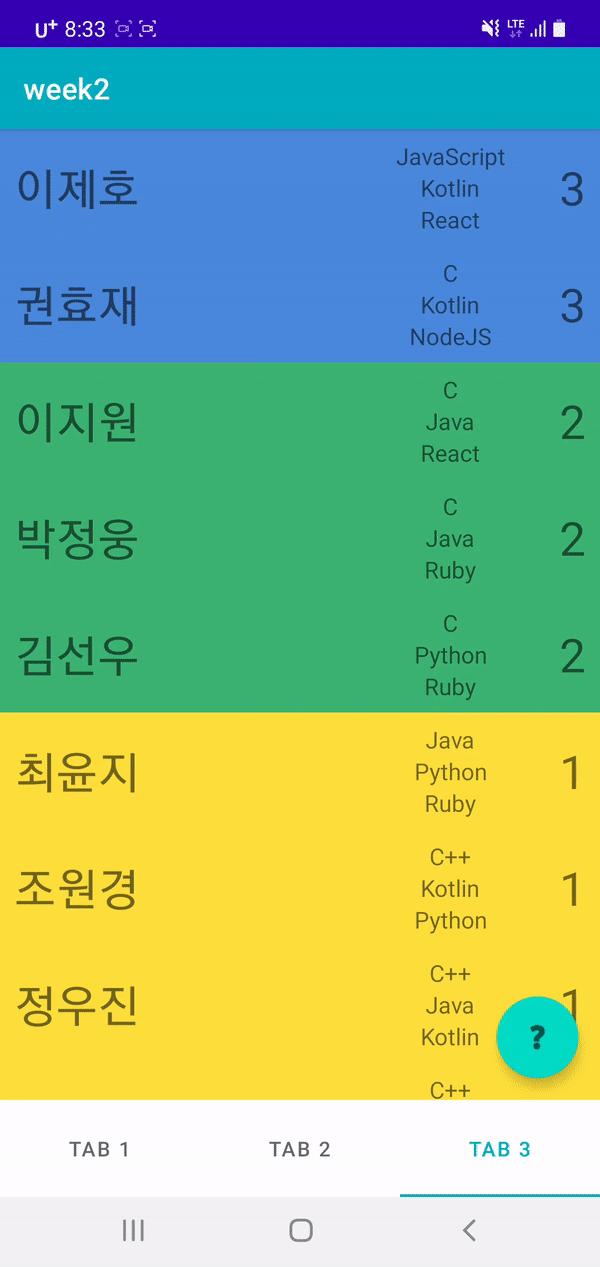 U+ 8:33 LTE
week2
이제호
JavaScript
Kotlin
React
3
권효재
C
Kotlin
NodeJS
3
이지원
C
Java
React
2
박정웅
C
Java
Ruby
2
김선우
C
Python
Ruby
2
최윤지
Java
Python
Ruby
1
조원경
C++
Kotlin
Python
1
정우진
C++
Java
Kotlin
1
?
C++
TAB 1 TAB 2 TAB 3